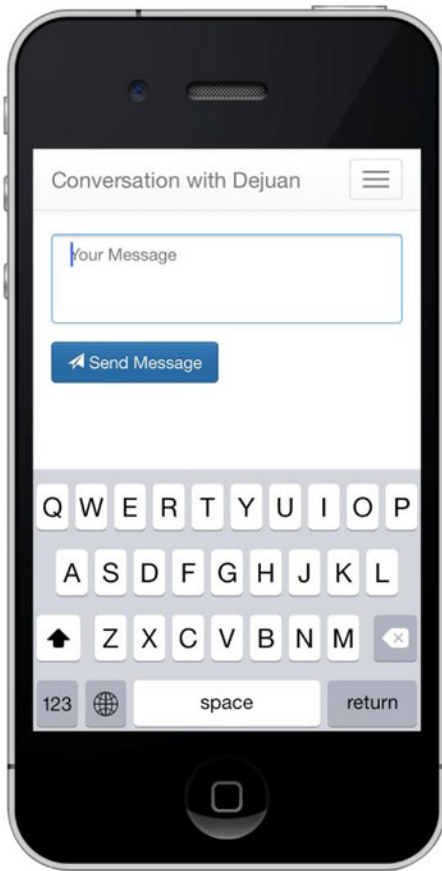 Conversation with Dejuan
Your Message
Send Message
Q W E R T Y U I O P
A S D F G H J K L
Z X C V B N M
123 space return